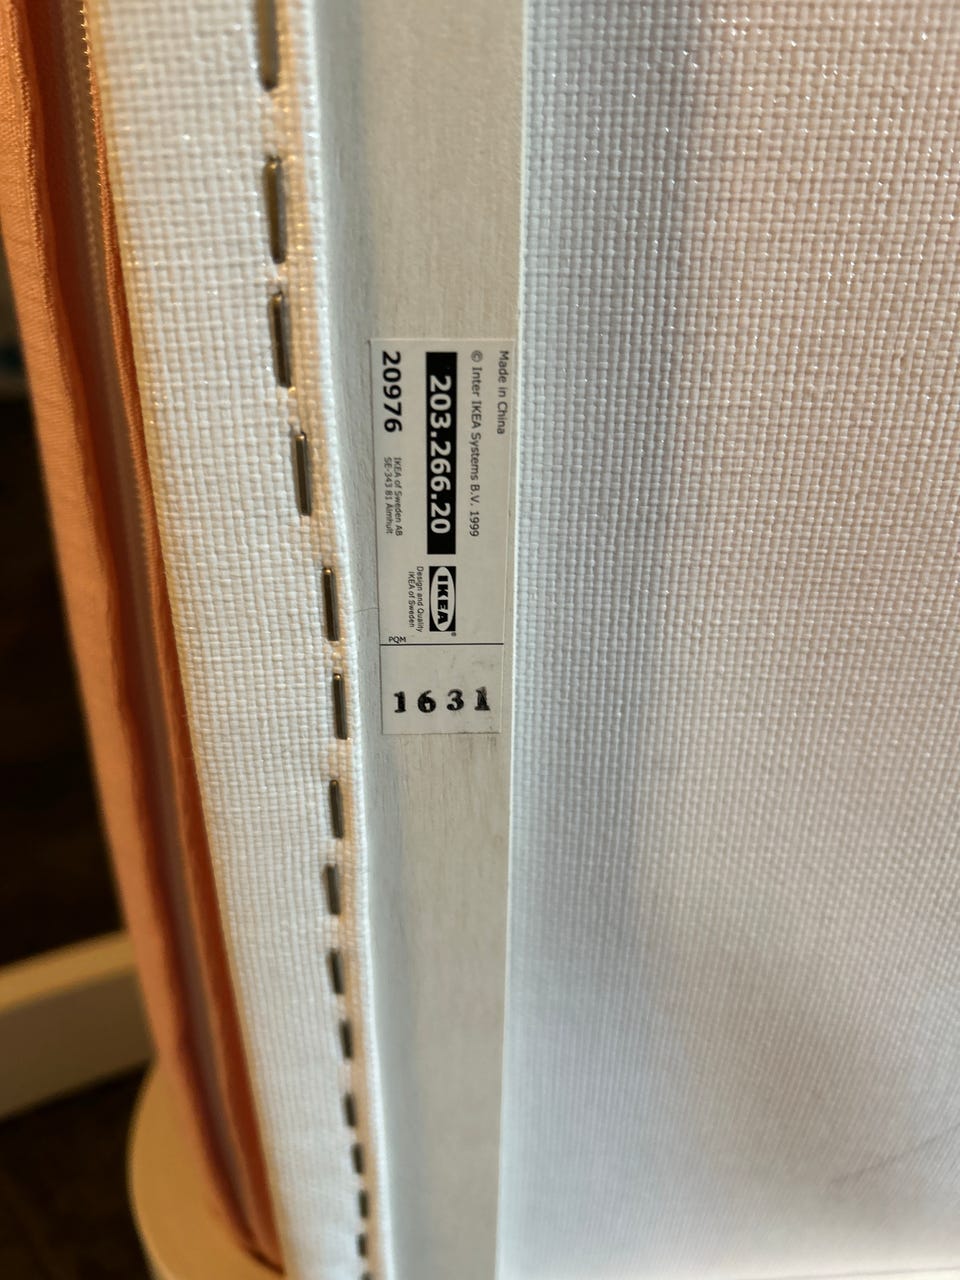 Made in China
© Inter IKEA Systems B.V. 1999
203.266.20
IKEA®
Design and Quality
IKEA of Sweden
20976
IKEA of Sweden AB
SE-343 81 Älmhult
PQM
1631